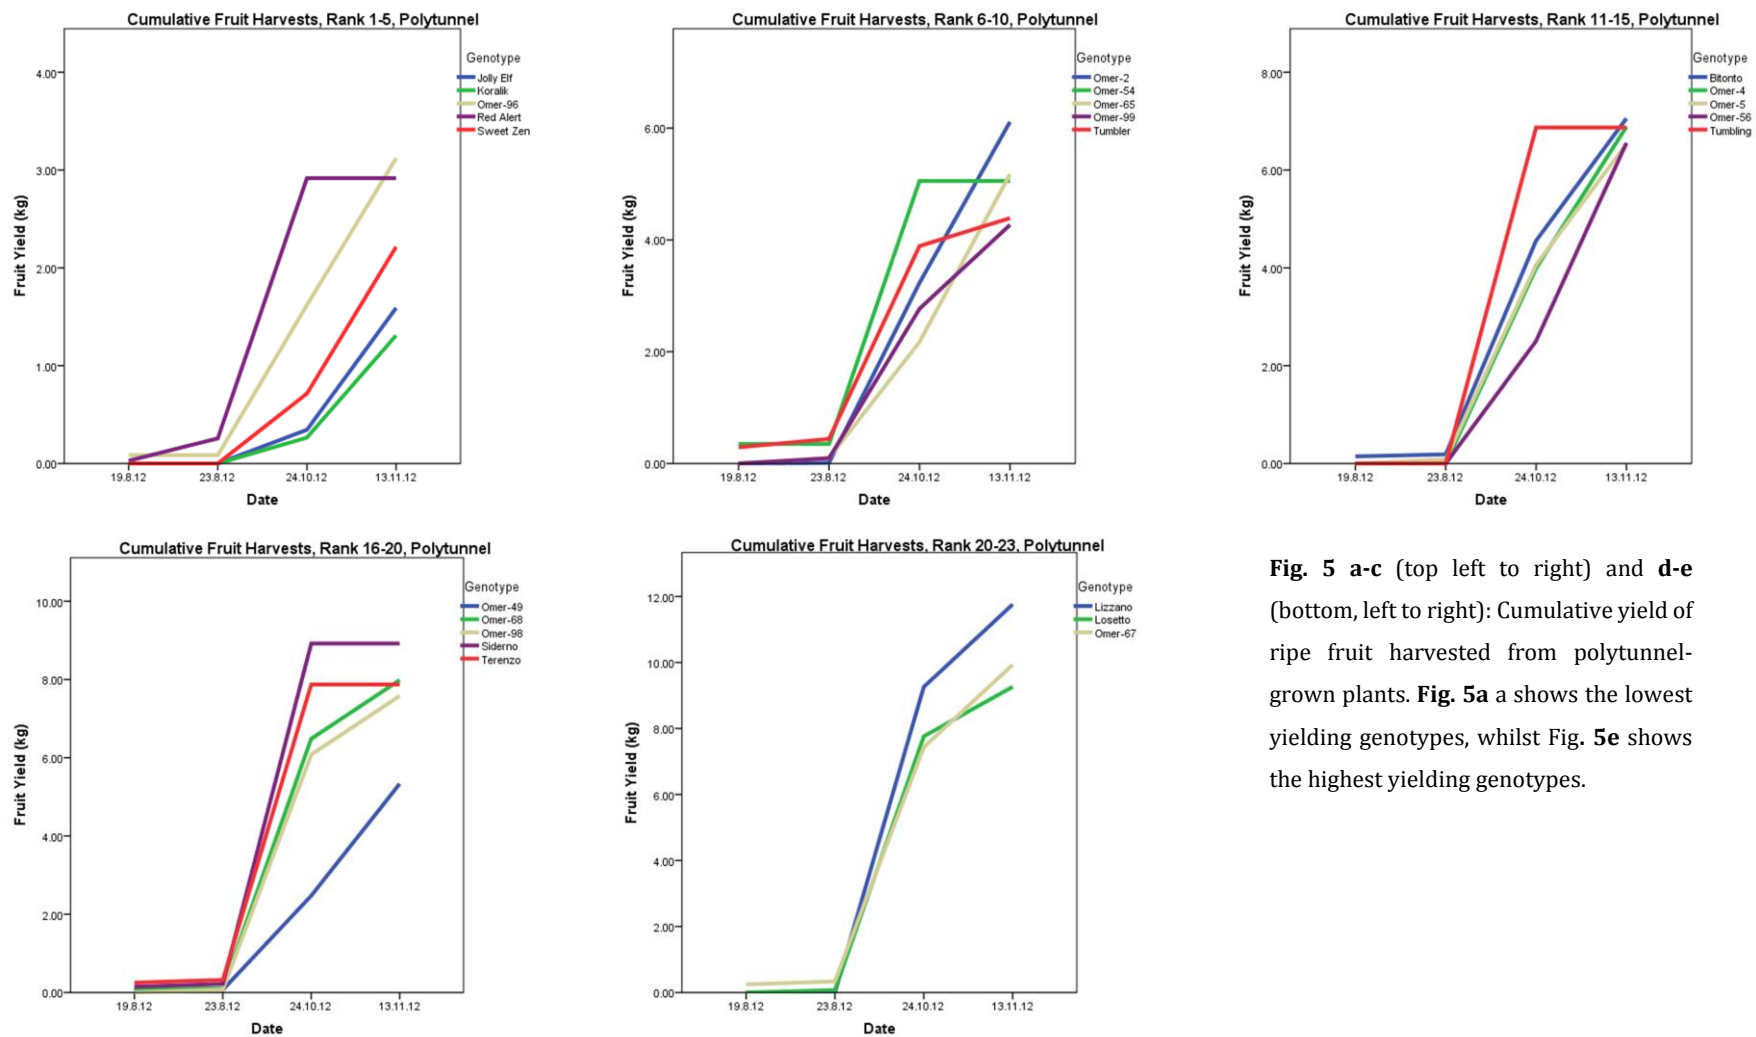 Cumulative Fruit Harvests, Rank 1-5, Polytunnel
Genotype
Jolly Elf
Koralik
Omer-96
Red Alert
Sweet Zen
4.00
3.00
2.00
1.00
0.00
Fruit Yield (kg)
19.8.12 23.8.12 24.10.12 13.11.12
Date
Cumulative Fruit Harvests, Rank 6-10, Polytunnel
Genotype
Omer-2
Omer-54
Omer-65
Omer-99
Tumbler
6.00
4.00
2.00
0.00
Fruit Yield (kg)
19.8.12 23.8.12 24.10.12 13.11.12
Date
Cumulative Fruit Harvests, Rank 11-15, Polytunnel
Genotype
Bitonto
Omer-4
Omer-5
Omer-56
Tumbling
8.00
6.00
4.00
2.00
0.00
Fruit Yield (kg)
19.8.12 23.8.12 24.10.12 13.11.12
Date
Cumulative Fruit Harvests, Rank 16-20, Polytunnel
Genotype
Omer-49
Omer-68
Omer-98
Siderno
Terenzo
10.00
8.00
6.00
4.00
2.00
0.00
Fruit Yield (kg)
19.8.12 23.8.12 24.10.12 13.11.12
Date
Cumulative Fruit Harvests, Rank 20-23, Polytunnel
Genotype
Lizzano
Losetto
Omer-67
12.00
10.00
8.00
6.00
4.00
2.00
0.00
Fruit Yield (kg)
19.8.12 23.8.12 24.10.12 13.11.12
Date
Fig. 5 a-c (top left to right) and d-e
(bottom, left to right): Cumulative yield of
ripe fruit harvested from polytunnel-
grown plants. Fig. 5a a shows the lowest
yielding genotypes, whilst Fig. 5e shows
the highest yielding genotypes.